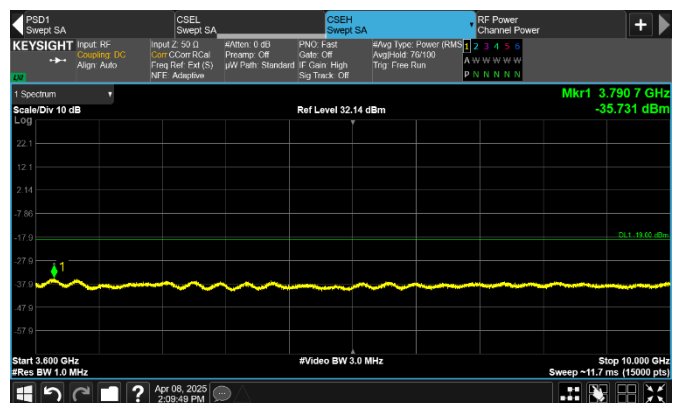 PSD1
Swept SA
CSEL
Swept SA
CSEH
Swept SA
RF Power
Channel Power
+
KEYSIGHT
Input: RF
Coupling: DC
Align: Auto
Input Z: 50 Ω
Corr CCorr RCal
Freq Ref: Ext (S)
NFE: Adaptive
#Atten: 0 dB
Preamp: Off
µW Path: Standard
PNO: Fast
Gate: Off
IF Gain: High
Sig Track: Off
#Avg Type: Power (RMS)
Avg|Hold: 76/100
Trig: Free Run
1 2 3 4 5 6
A W W W W W
P N N N N N
LXI
1 Spectrum
Scale/Div 10 dB
Log
Ref Level 32.14 dBm
Mkr1 3.790 7 GHz
-35.731 dBm
22.1
12.1
2.14
-7.86
-17.9
DL1 -19.00 dBm
-27.9
1
-37.9
-47.9
-57.9
Start 3.600 GHz
#Res BW 1.0 MHz
#Video BW 3.0 MHz
Stop 10.000 GHz
Sweep ~11.7 ms (15000 pts)
?
Apr 08, 2025
2:09:49 PM